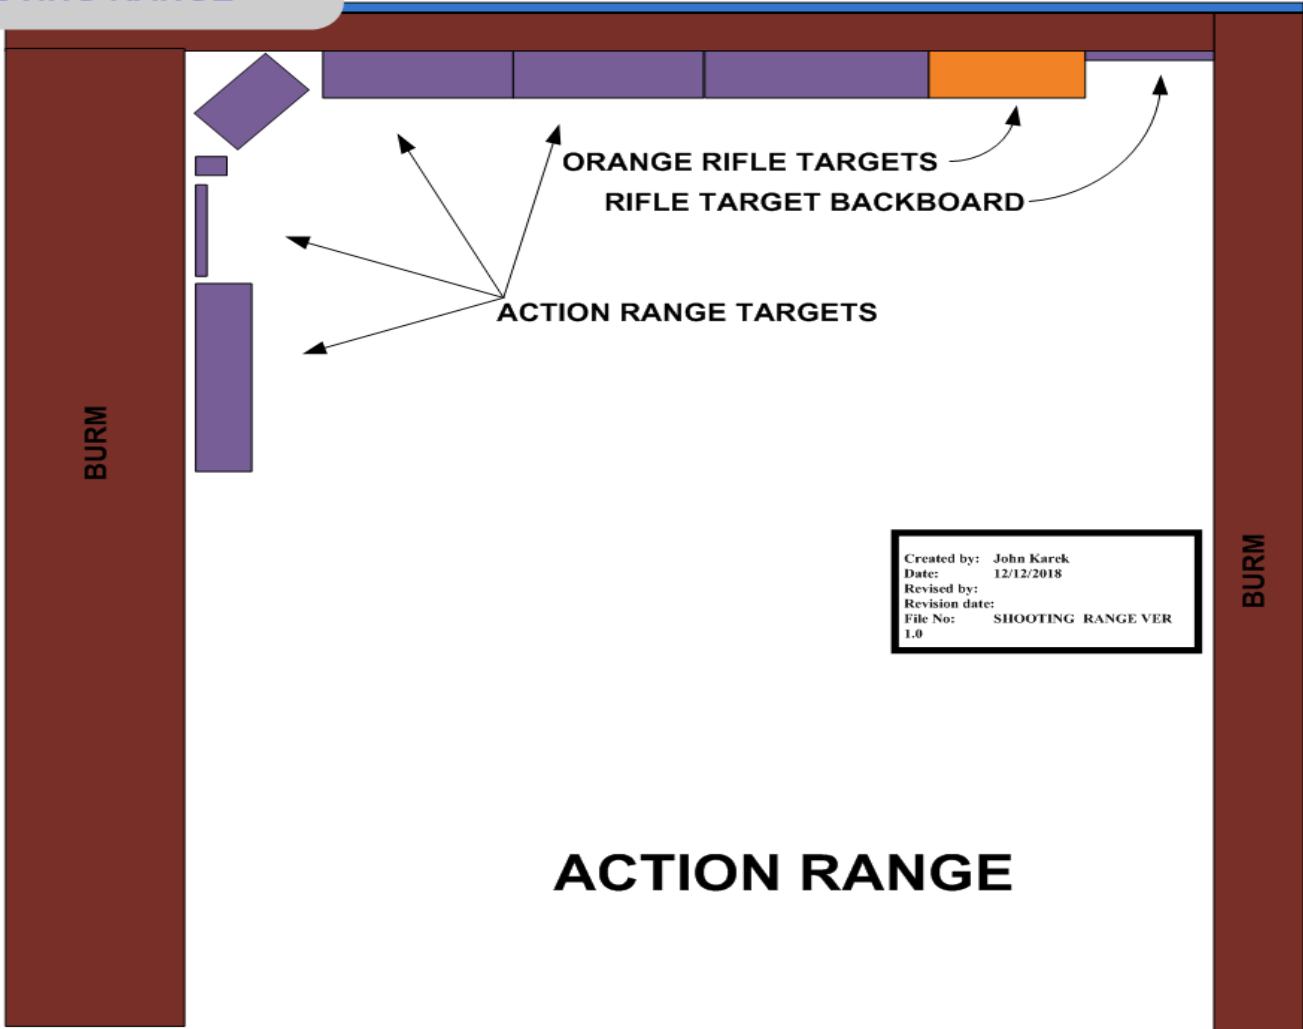 RANGE
ORANGE RIFLE TARGETS
RIFLE TARGET BACKBOARD
ACTION RANGE TARGETS
BURM
BURM
Created by: John Karek
Date: 12/12/2018
Revised by:
Revision date:
File No: SHOOTING RANGE VER
1.0
ACTION RANGE